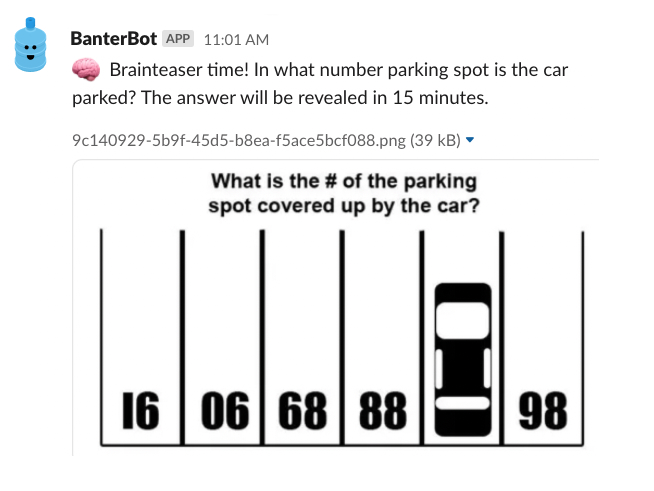 BanterBot APP 11:01 AM
🧠 Brainteaser time! In what number parking spot is the car
parked? The answer will be revealed in 15 minutes.
9c140929-5b9f-45d5-b8ea-f5ace5bcf088.png (39 kB)
What is the # of the parking
spot covered up by the car?
16 06 68 88 98